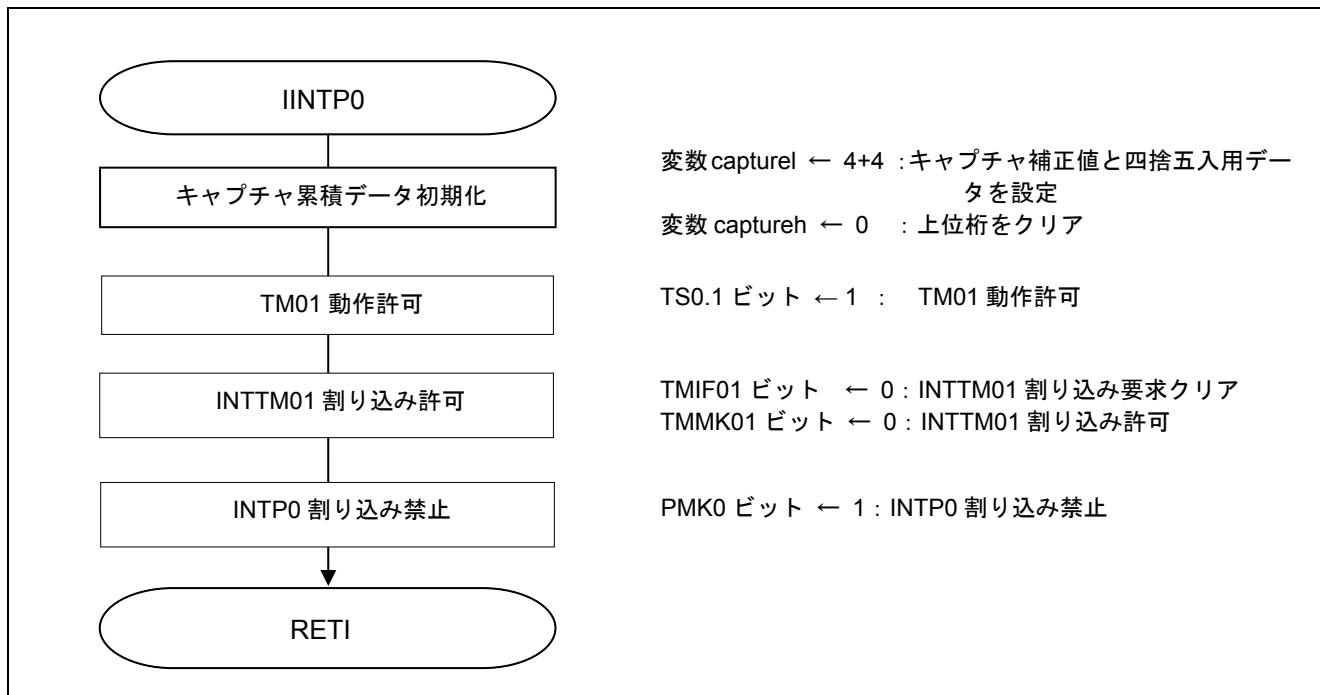 IINTP0
変数 capturel ← 4+4 ：キャプチャ補正値と四捨五入用デー
タを設定
キャプチャ累積データ初期化
変数 captureh ← 0 ：上位桁をクリア
TM01 動作許可
TS0.1 ビット ← 1 ： TM01 動作許可
INTTM01 割り込み許可
TMIF01 ビット ← 0：INTTM01 割り込み要求クリア
TMMK01 ビット ← 0：INTTM01 割り込み許可
INTP0 割り込み禁止
PMK0 ビット ← 1：INTP0 割り込み禁止
RETI